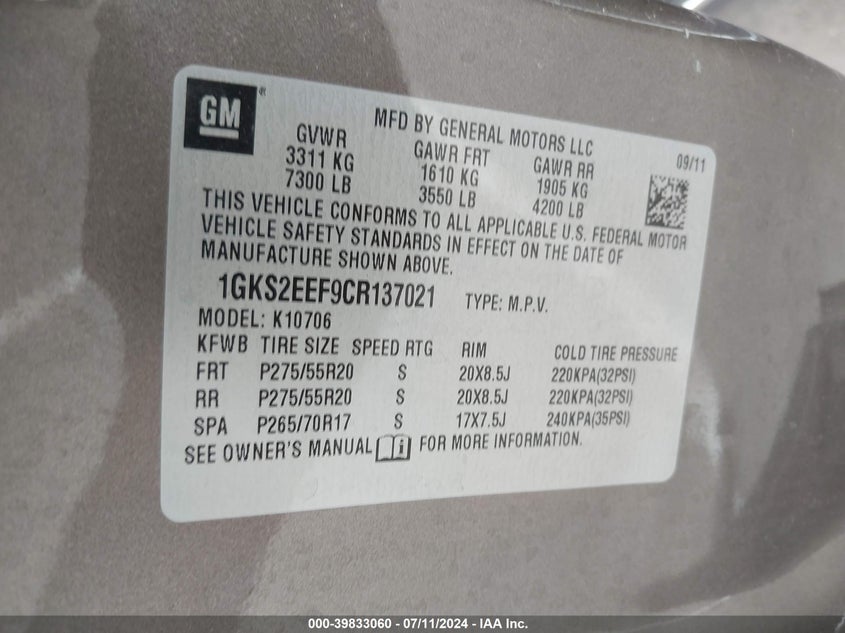 GM ®
MFD BY GENERAL MOTORS LLC
GVWR GAWR FRT GAWR RR 09/11
3311 KG 1610 KG 1905 KG
7300 LB 3550 LB 4200 LB
THIS VEHICLE CONFORMS TO ALL APPLICABLE U.S. FEDERAL MOTOR
VEHICLE SAFETY STANDARDS IN EFFECT ON THE DATE OF
MANUFACTURE SHOWN ABOVE.
1GKS2EEF9CR137021 TYPE: M.P.V.
MODEL: K10706
KFWB TIRE SIZE SPEED RTG RIM COLD TIRE PRESSURE
FRT P275/55R20 S 20X8.5J 220KPA(32PSI)
RR P275/55R20 S 20X8.5J 220KPA(32PSI)
SPA P265/70R17 S 17X7.5J 240KPA(35PSI)
SEE OWNER'S MANUAL i FOR MORE INFORMATION.
000-39833060 - 07/11/2024 - IAA Inc.